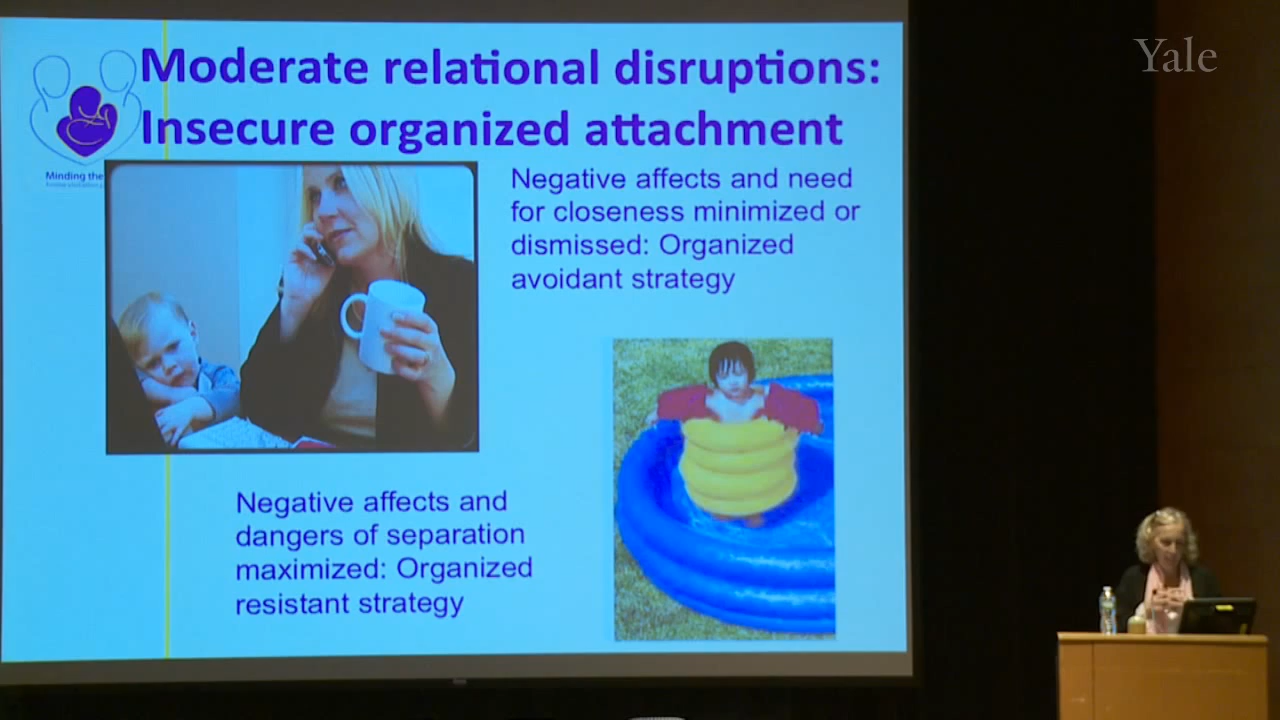 Moderate relational disruptions:
Insecure organized attachment
Minding the
Negative affects and need
for closeness minimized or
dismissed: Organized
avoidant strategy
Negative affects and
dangers of separation
maximized: Organized
resistant strategy
Yale